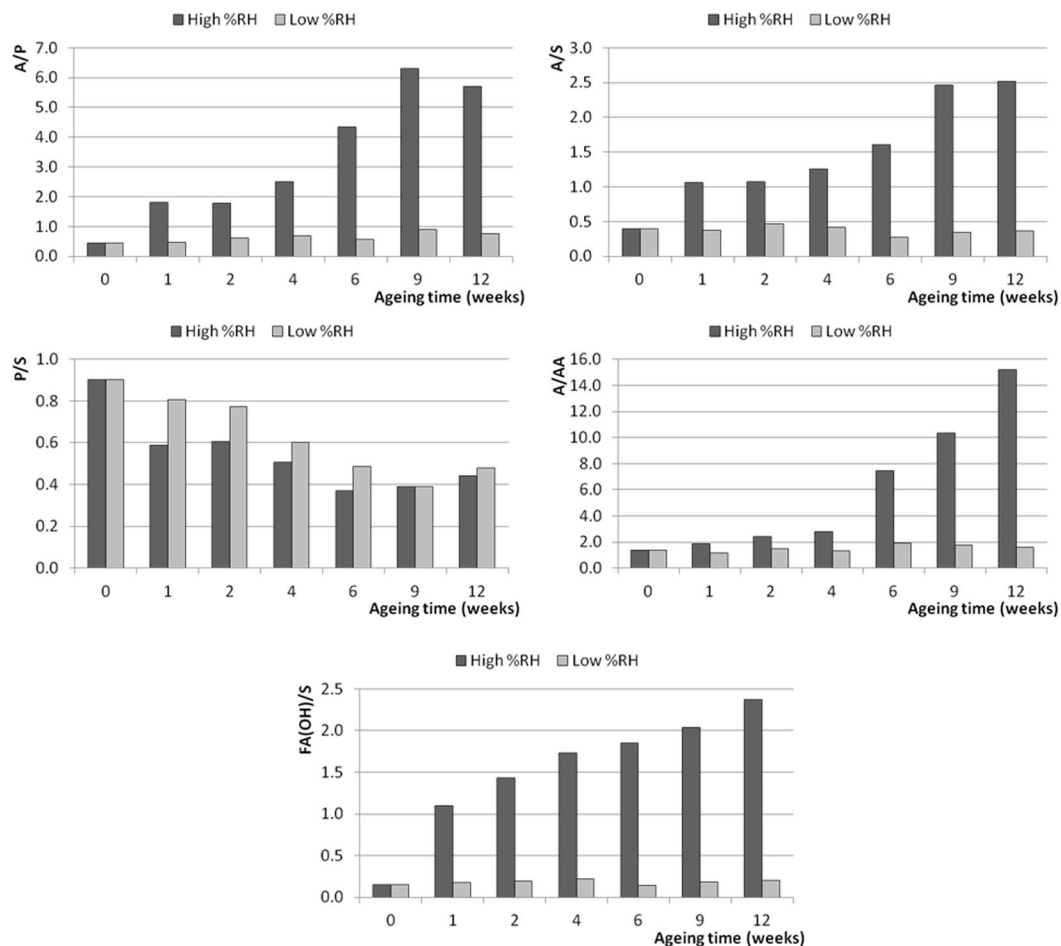 High %RH Low %RH
A/P
7.0
6.0
5.0
4.0
3.0
2.0
1.0
0.0
0 1 2 4 6 9 12
Ageing time (weeks)
High %RH Low %RH
A/S
3.0
2.5
2.0
1.5
1.0
0.5
0.0
0 1 2 4 6 9 12
Ageing time (weeks)
High %RH Low %RH
P/S
1.0
0.8
0.6
0.4
0.2
0.0
0 1 2 4 6 9 12
Ageing time (weeks)
High %RH Low %RH
A/AA
16.0
14.0
12.0
10.0
8.0
6.0
4.0
2.0
0.0
0 1 2 4 6 9 12
Ageing time (weeks)
High %RH Low %RH
FA(OH)/S
2.5
2.0
1.5
1.0
0.5
0.0
0 1 2 4 6 9 12
Ageing time (weeks)